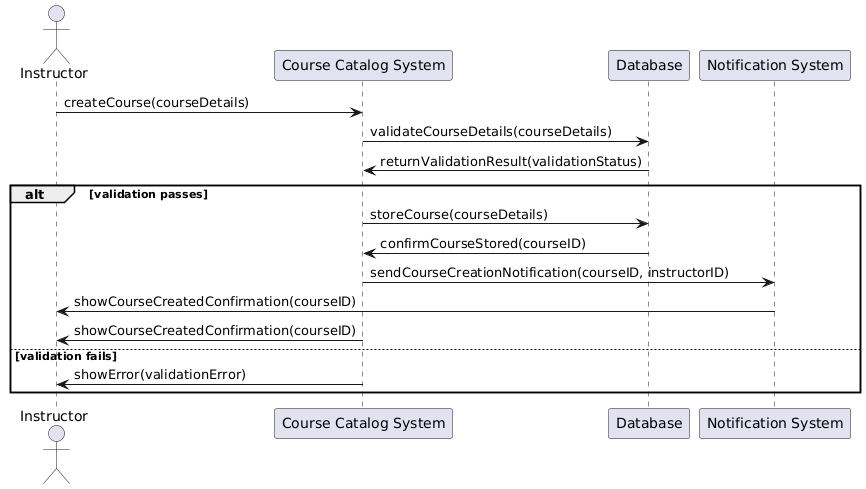 Instructor
Course Catalog System
Database
Notification System
createCourse(courseDetails)
validateCourseDetails(courseDetails)
returnValidationResult(validationStatus)
alt
[validation passes]
storeCourse(courseDetails)
confirmCourseStored(courseID)
sendCourseCreationNotification(courseID, instructorID)
showCourseCreatedConfirmation(courseID)
showCourseCreatedConfirmation(courseID)
[validation fails]
showError(validationError)
Instructor
Course Catalog System
Database
Notification System